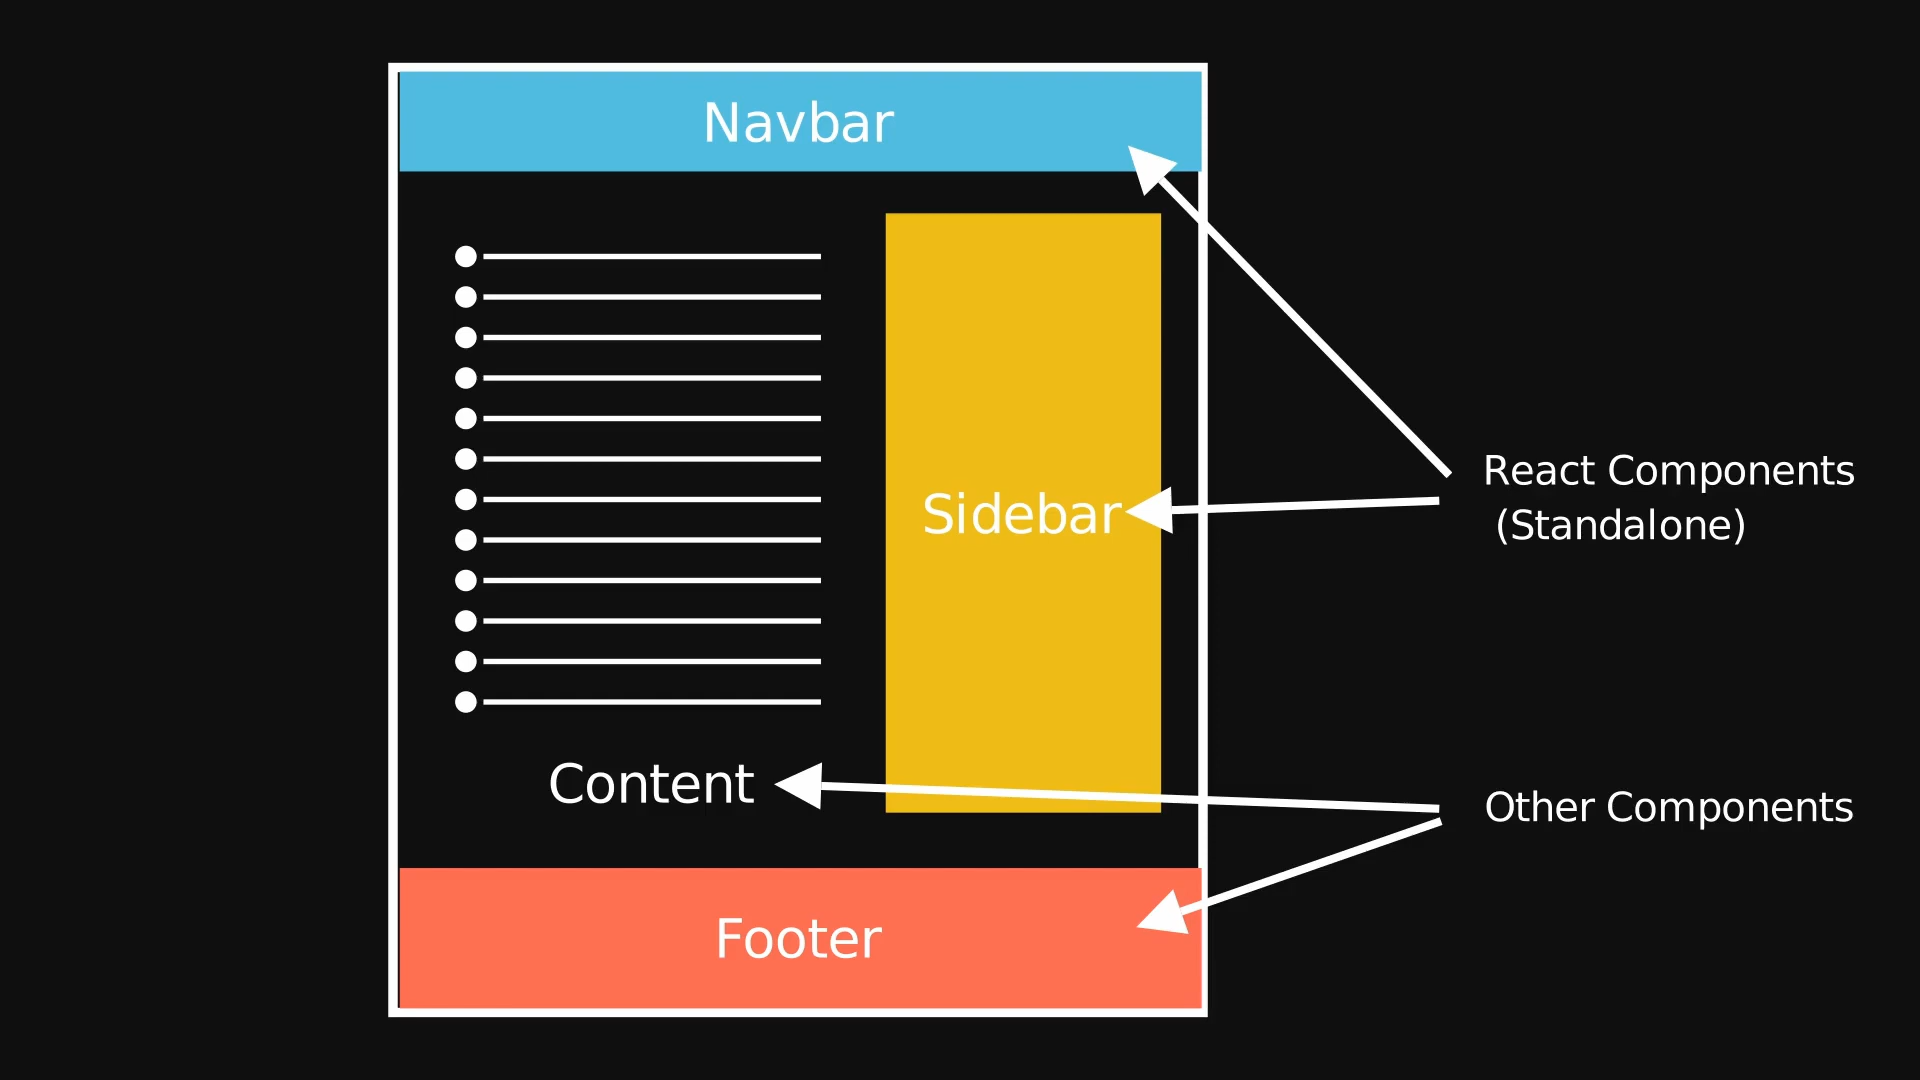 Navbar
Sidebar
React Components
(Standalone)
Content
Other Components
Footer